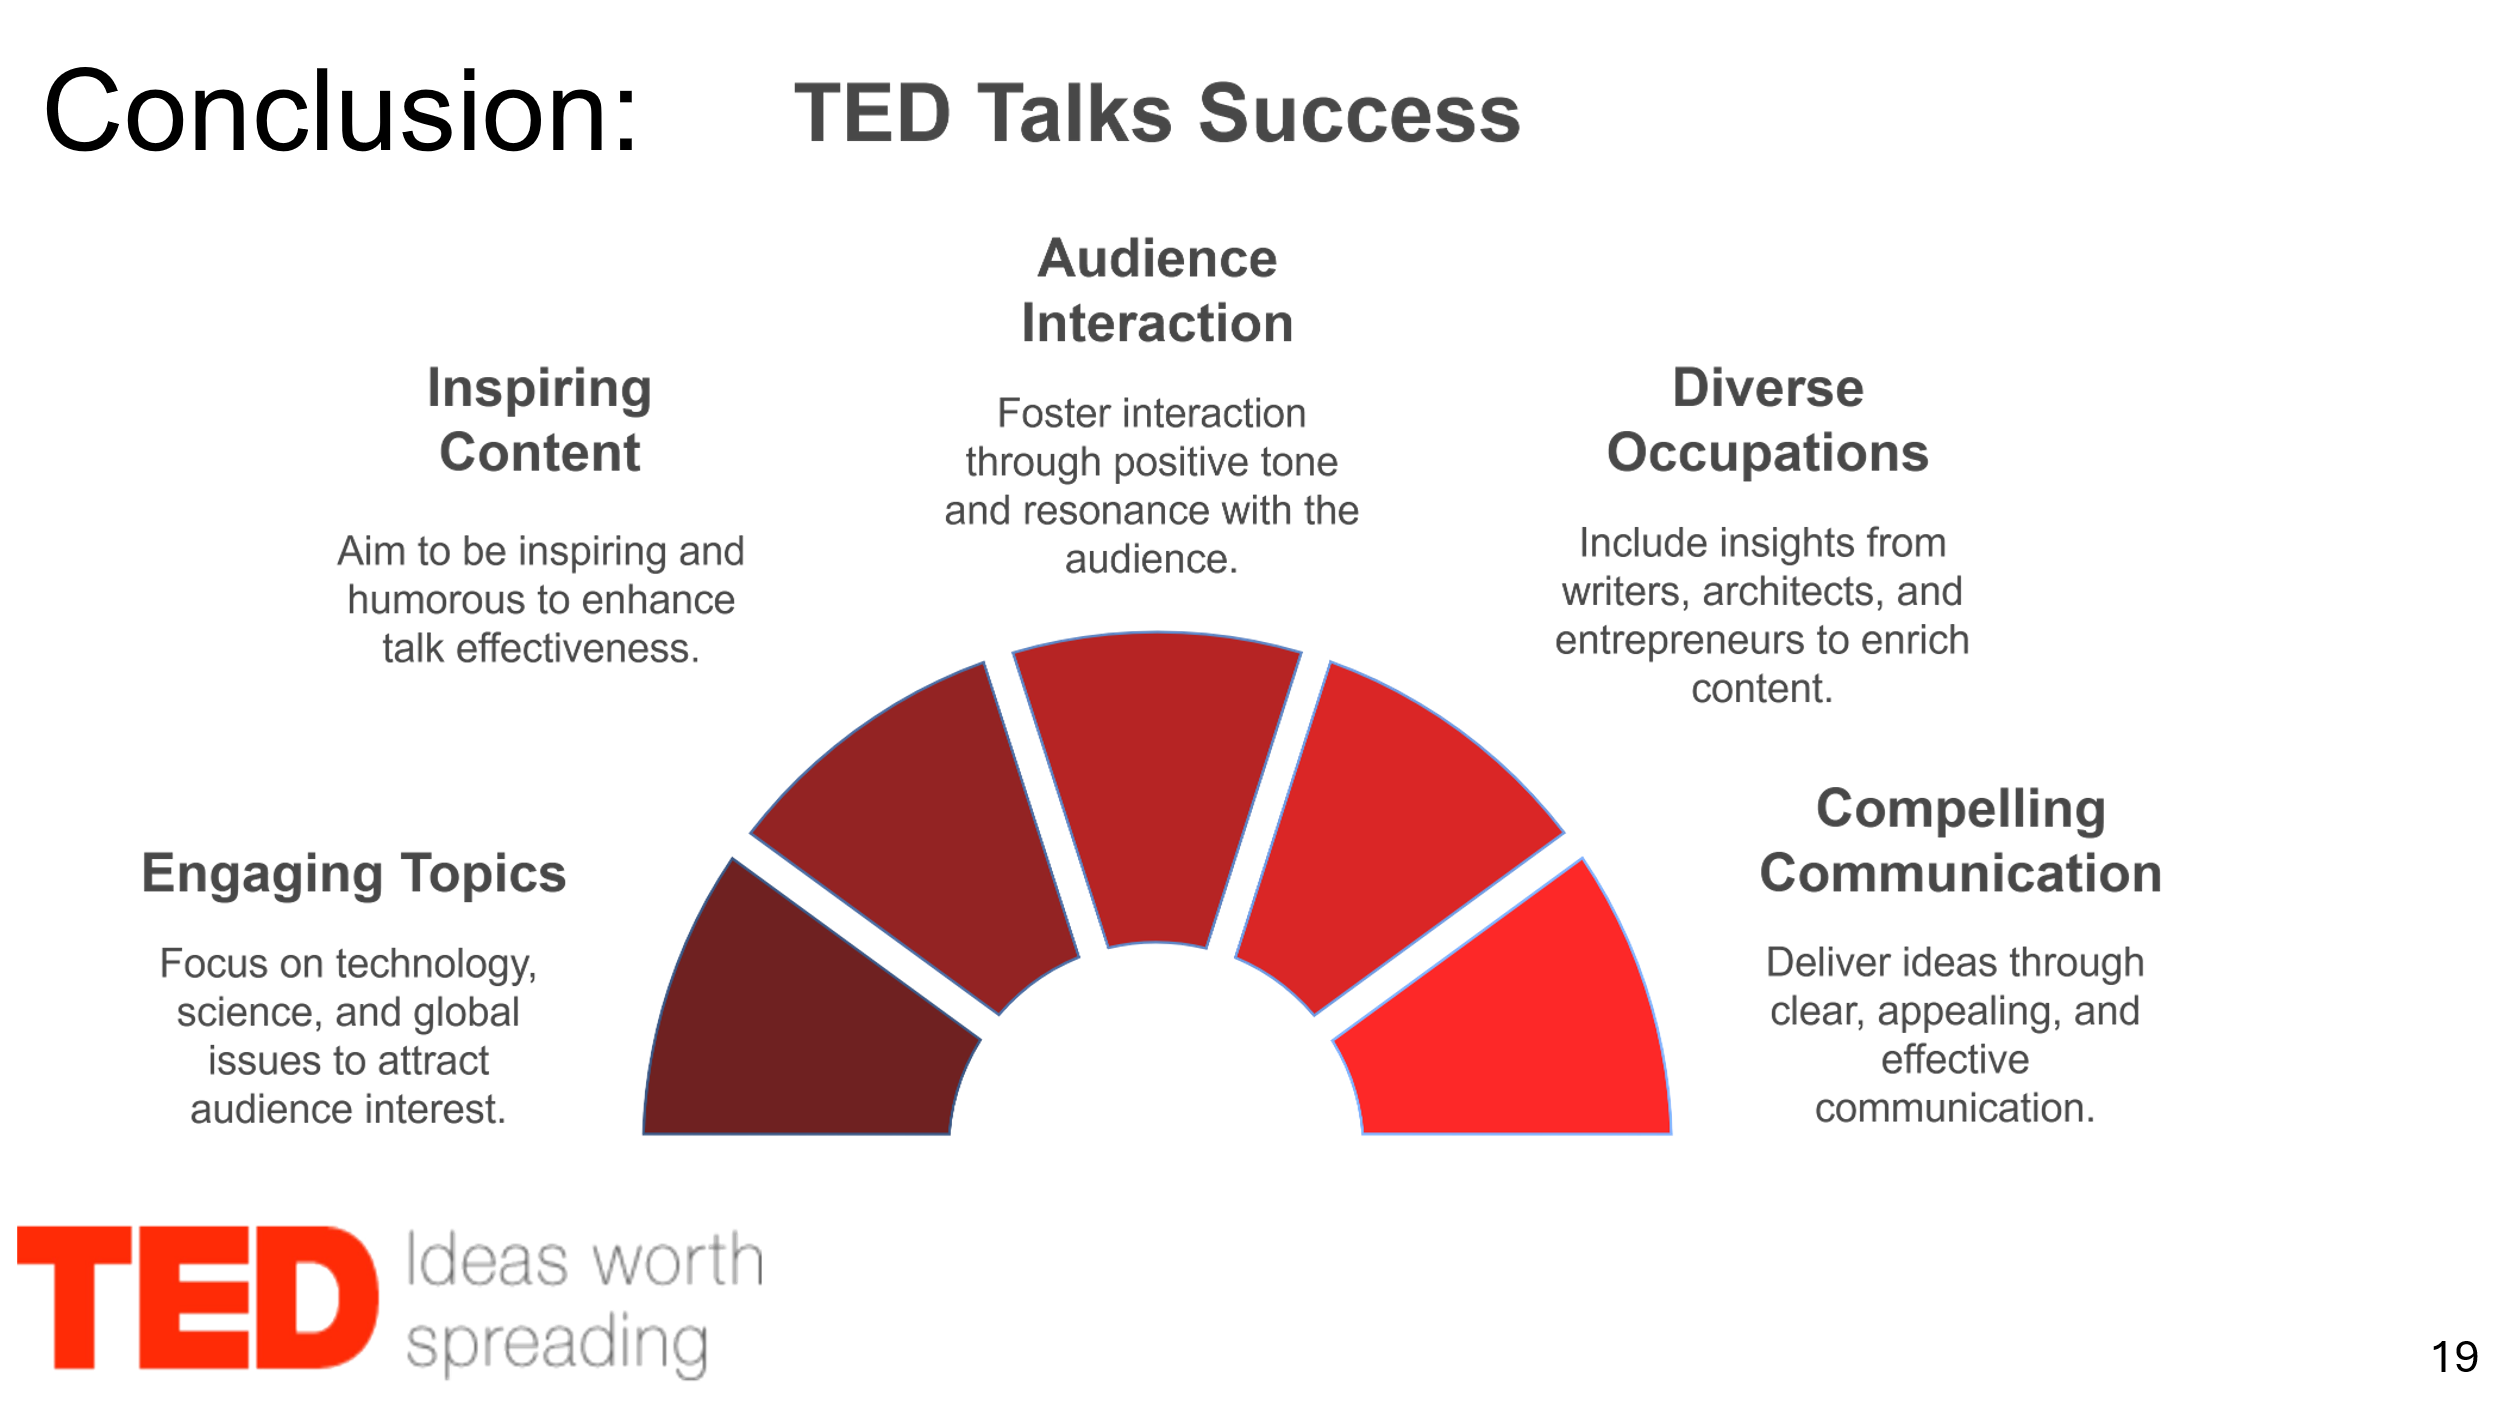 Conclusion:
TED Talks Success
Audience
Interaction
Foster interaction
through positive tone
and resonance with the
audience.
Inspiring
Content
Aim to be inspiring and
humorous to enhance
talk effectiveness.
Diverse
Occupations
Include insights from
writers, architects, and
entrepreneurs to enrich
content.
Engaging Topics
Focus on technology,
science, and global
issues to attract
audience interest.
Compelling
Communication
Deliver ideas through
clear, appealing, and
effective
communication.
TED
Ideas worth
spreading
19